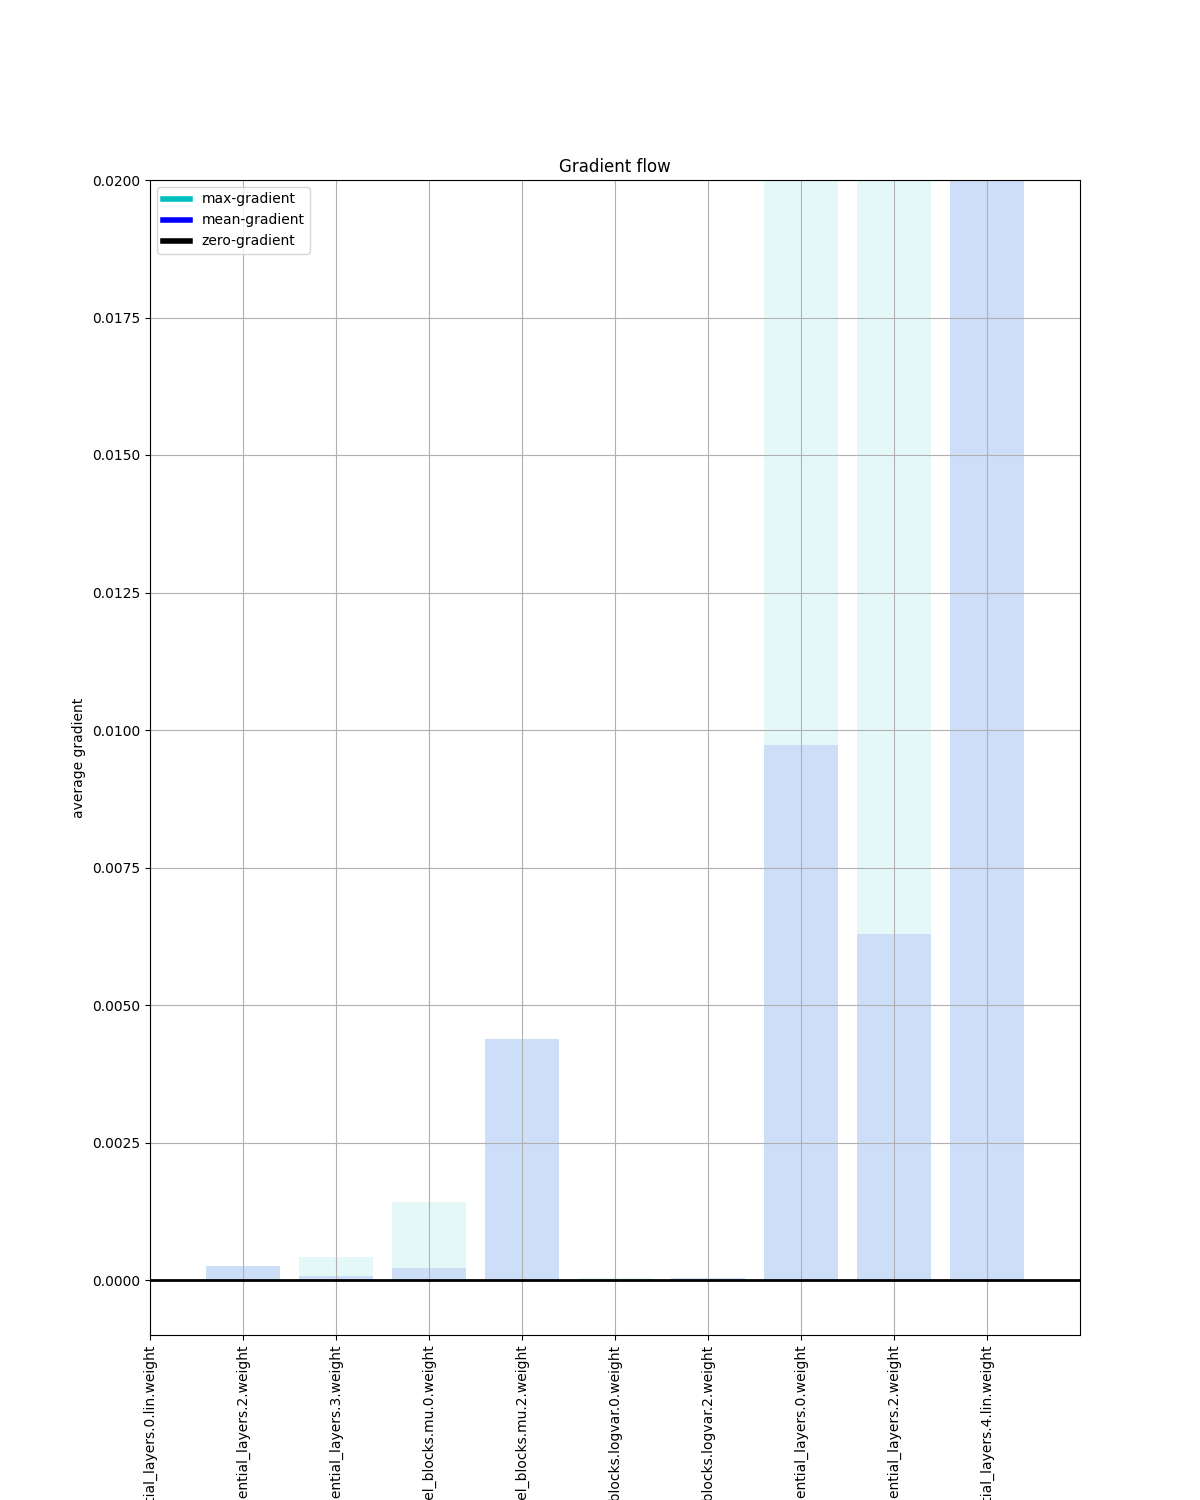 Gradient flow
max-gradient
mean-gradient
zero-gradient
0.0200
0.0175
0.0150
0.0125
0.0100
0.0075
0.0050
0.0025
0.0000
average gradient
tial_layers.0.lin.weight
ential_layers.2.weight
ential_layers.3.weight
el_blocks.mu.0.weight
el_blocks.mu.2.weight
blocks.logvar.0.weight
blocks.logvar.2.weight
ential_layers.0.weight
ential_layers.2.weight
tial_layers.4.lin.weight